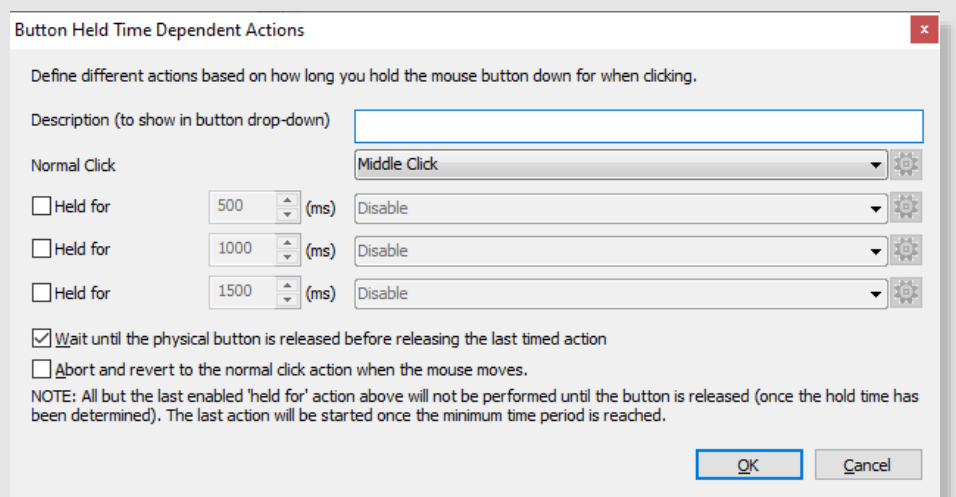 Button Held Time Dependent Actions
x
Define different actions based on how long you hold the mouse button down for when clicking.
Description (to show in button drop-down)
Normal Click Middle Click
Held for 500 (ms) Disable
Held for 1000 (ms) Disable
Held for 1500 (ms) Disable
Wait until the physical button is released before releasing the last timed action
Abort and revert to the normal click action when the mouse moves.
NOTE: All but the last enabled 'held for' action above will not be performed until the button is released (once the hold time has
been determined). The last action will be started once the minimum time period is reached.
OK Cancel